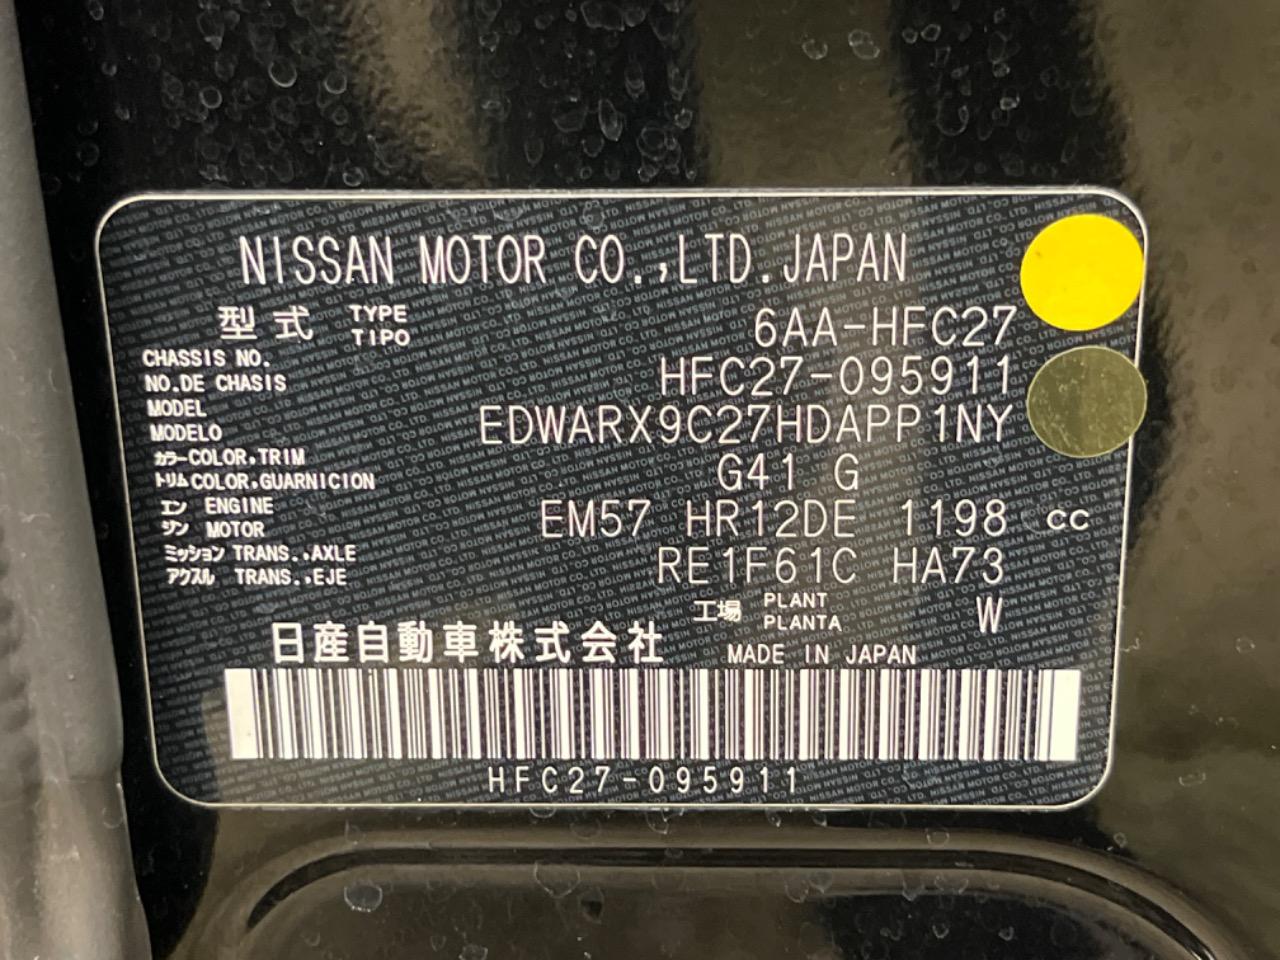 NISSAN MOTOR CO.,LTD.JAPAN
型式 TYPE TIPO 6AA-HFC27
CHASSIS NO. NO.DE CHASIS HFC27-095911
MODEL MODELO EDWARX9C27HDAPP1NY
カラー COLOR,TRIM トリム COLOR,GUARNICION G41 G
エンジン ENGINE MOTOR EM57 HR12DE 1198 cc
ミッション TRANS.,AXLE アクスル TRANS.,EJE RE1F61C HA73
工場 PLANT PLANTA W
日産自動車株式会社 MADE IN JAPAN
HFC27-095911